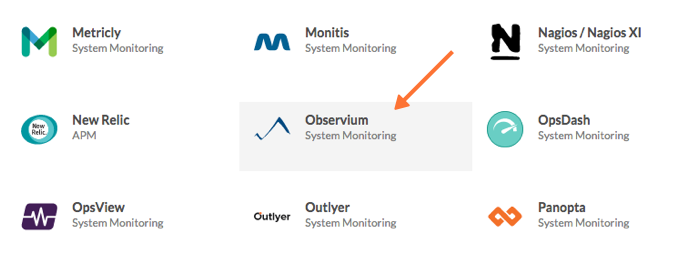 Metricly
System Monitoring
Monitis
System Monitoring
Nagios / Nagios XI
System Monitoring
New Relic
New Relic.
APM
Observium
System Monitoring
OpsDash
System Monitoring
OpsView
System Monitoring
Outlyer
Outlyer
System Monitoring
Panopta
System Monitoring